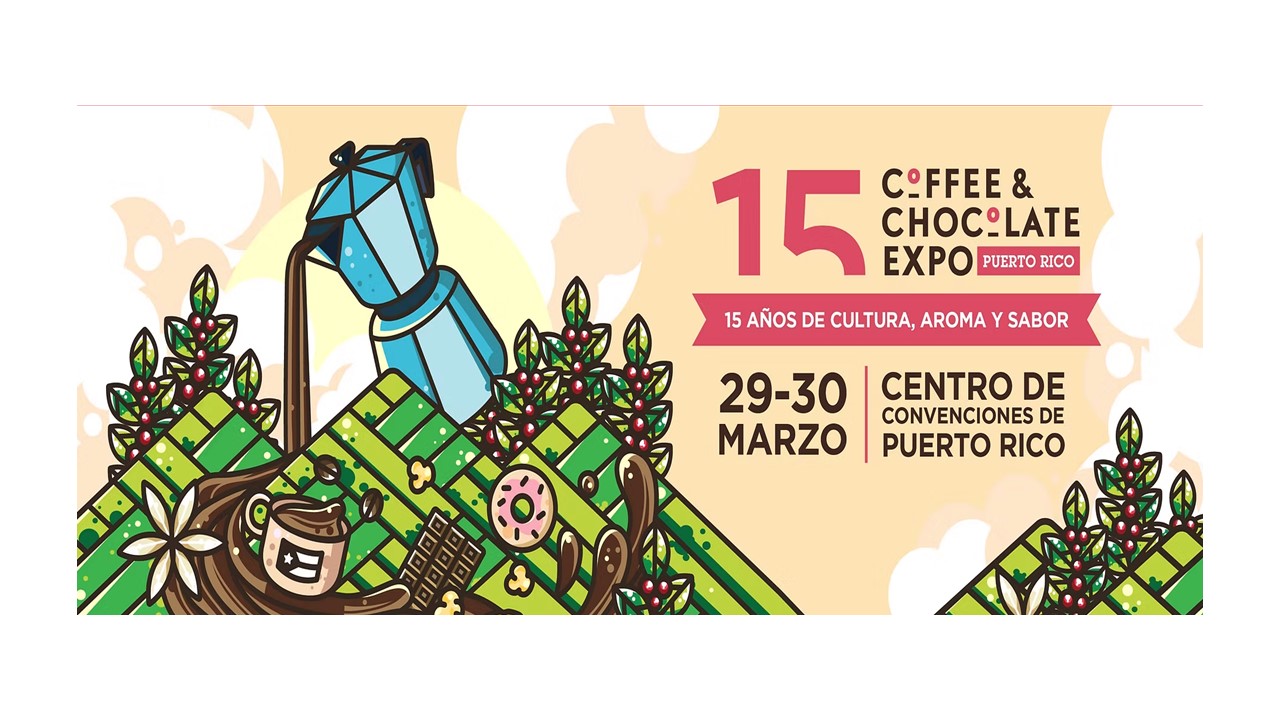 15
COFFEE &
CHOCOLATE
EXPO PUERTO RICO
15 AÑOS DE CULTURA, AROMA Y SABOR
29-30
MARZO
CENTRO DE
CONVENCIONES DE
PUERTO RICO